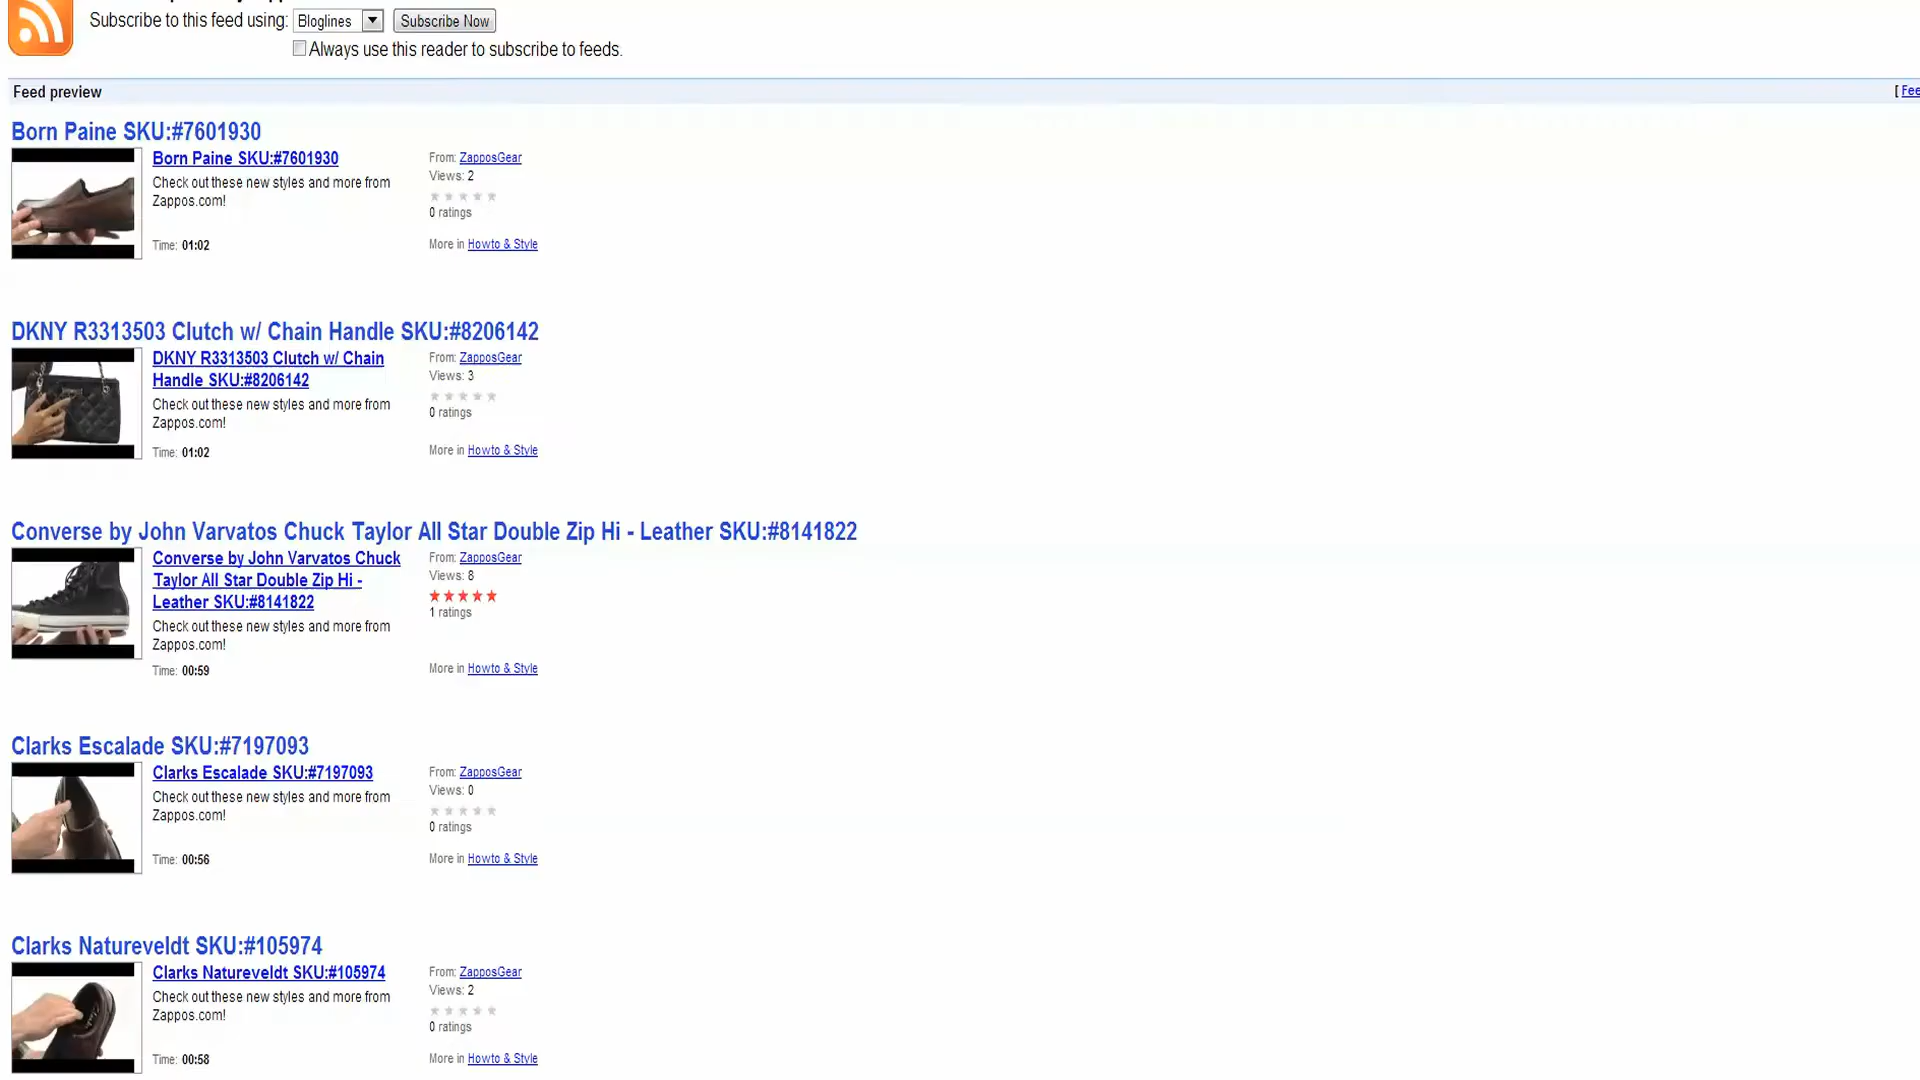 Subscribe to this feed using: Bloglines Subscribe Now
Always use this reader to subscribe to feeds.
Feed preview [ Fee
Born Paine SKU:#7601930
Born Paine SKU:#7601930
Check out these new styles and more from
Zappos.com!
Time: 01:02
From: ZapposGear
Views: 2
0 ratings
More in Howto & Style
DKNY R3313503 Clutch w/ Chain Handle SKU:#8206142
DKNY R3313503 Clutch w/ Chain
Handle SKU:#8206142
Check out these new styles and more from
Zappos.com!
Time: 01:02
From: ZapposGear
Views: 3
0 ratings
More in Howto & Style
Converse by John Varvatos Chuck Taylor All Star Double Zip Hi - Leather SKU:#8141822
Converse by John Varvatos Chuck
Taylor All Star Double Zip Hi -
Leather SKU:#8141822
Check out these new styles and more from
Zappos.com!
Time: 00:59
From: ZapposGear
Views: 8
1 ratings
More in Howto & Style
Clarks Escalade SKU:#7197093
Clarks Escalade SKU:#7197093
Check out these new styles and more from
Zappos.com!
Time: 00:56
From: ZapposGear
Views: 0
0 ratings
More in Howto & Style
Clarks Natureveldt SKU:#105974
Clarks Natureveldt SKU:#105974
Check out these new styles and more from
Zappos.com!
Time: 00:58
From: ZapposGear
Views: 2
0 ratings
More in Howto & Style